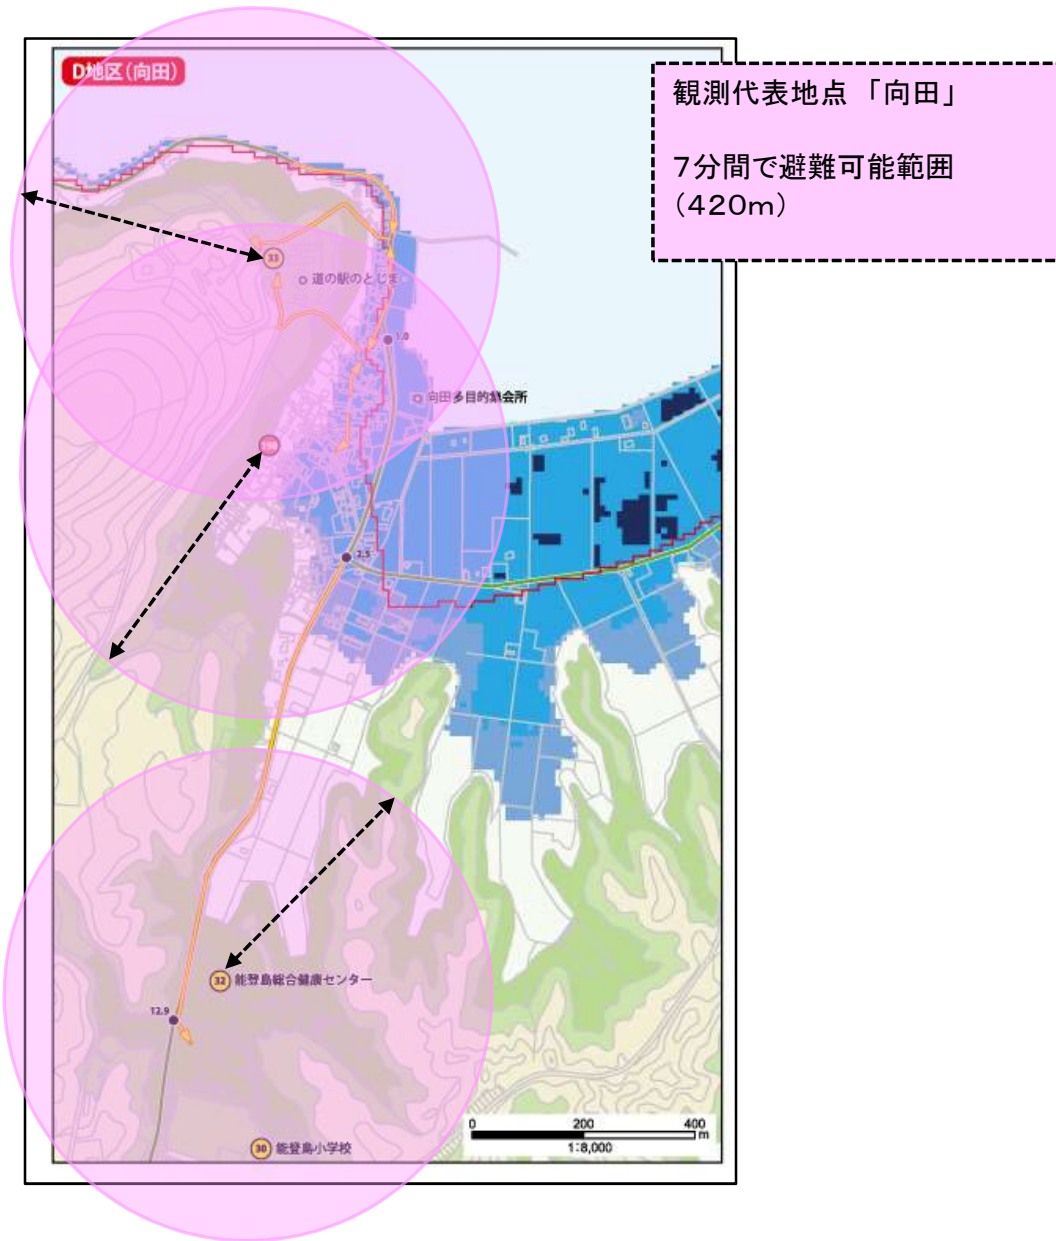 D地区(向田)
観測代表地点 「向田」
7分間で避難可能範囲
(420m)
33
道の駅のとじま
1.0
向田多目的集会所
2.5
32 能登島総合健康センター
12.9
30 能登島小学校
0 200 400
m
1:8,000